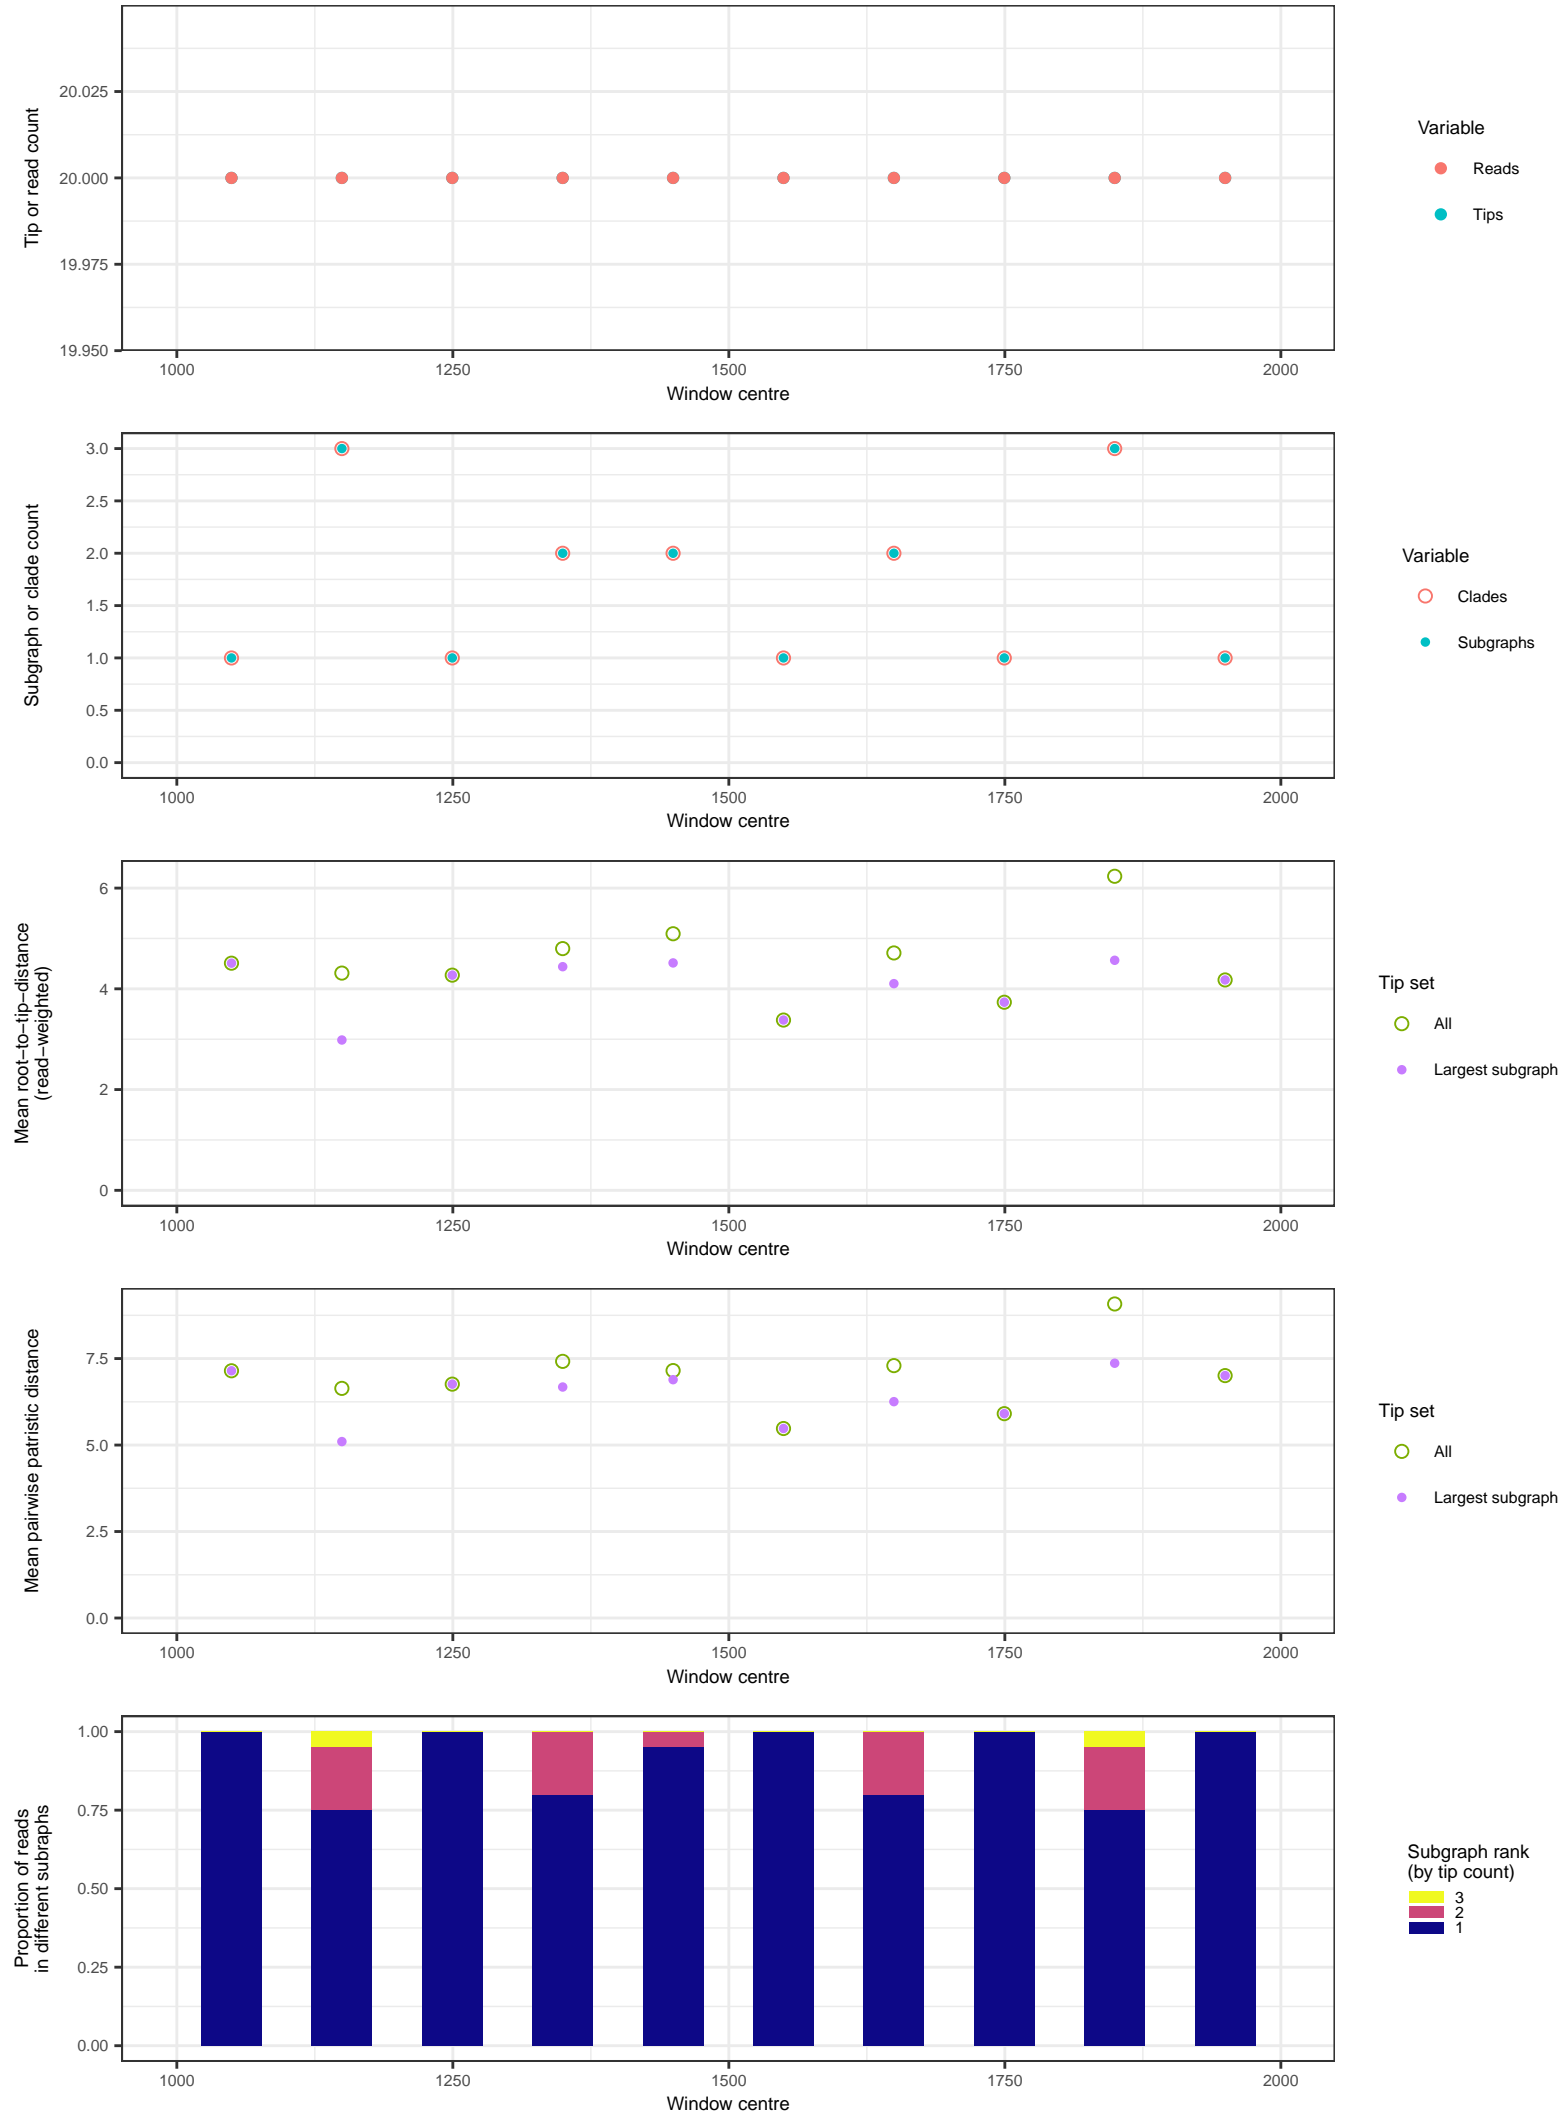 Tip or read count
20.025
20.000
19.975
19.950
1000 1250 1500 1750 2000
Window centre
Variable
Reads
Tips
Subgraph or clade count
3.0
2.5
2.0
1.5
1.0
0.5
0.0
1000 1250 1500 1750 2000
Window centre
Variable
Clades
Subgraphs
Mean root−to−tip−distance
(read−weighted)
6
4
2
0
1000 1250 1500 1750 2000
Window centre
Tip set
All
Largest subgraph
Mean pairwise patristic distance
7.5
5.0
2.5
0.0
1000 1250 1500 1750 2000
Window centre
Tip set
All
Largest subgraph
Proportion of reads
in different subraphs
1.00
0.75
0.50
0.25
0.00
1000 1250 1500 1750 2000
Window centre
Subgraph rank
(by tip count)
3
2
1